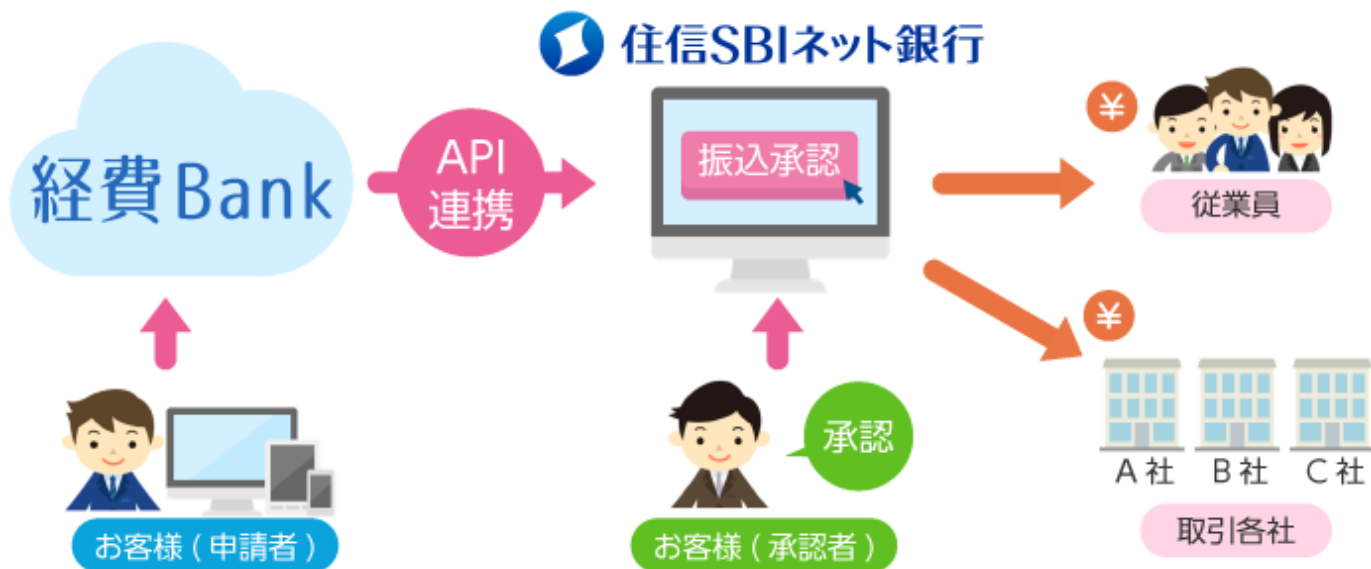 住信SBIネット銀行
経費Bank
API
連携
振込承認
¥
従業員
¥
承認
A社 B社 C社
お客様(申請者)
お客様(承認者)
取引各社